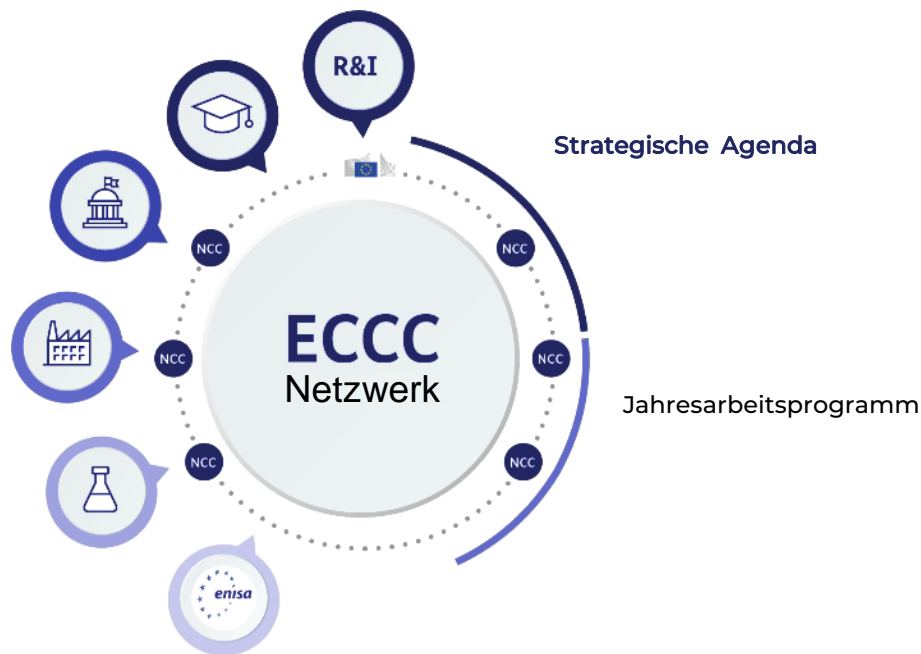 R&I
Strategische Agenda
NCC
NCC
ECCC
Netzwerk
NCC
NCC
Jahresarbeitsprogramm
NCC
NCC
enisa